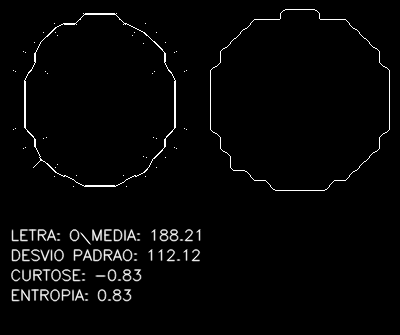 LETRA: O\MEDIA: 188.21
DESVIO PADRAO: 112.12
CURTOSE: -0.83
ENTROPIA: 0.83